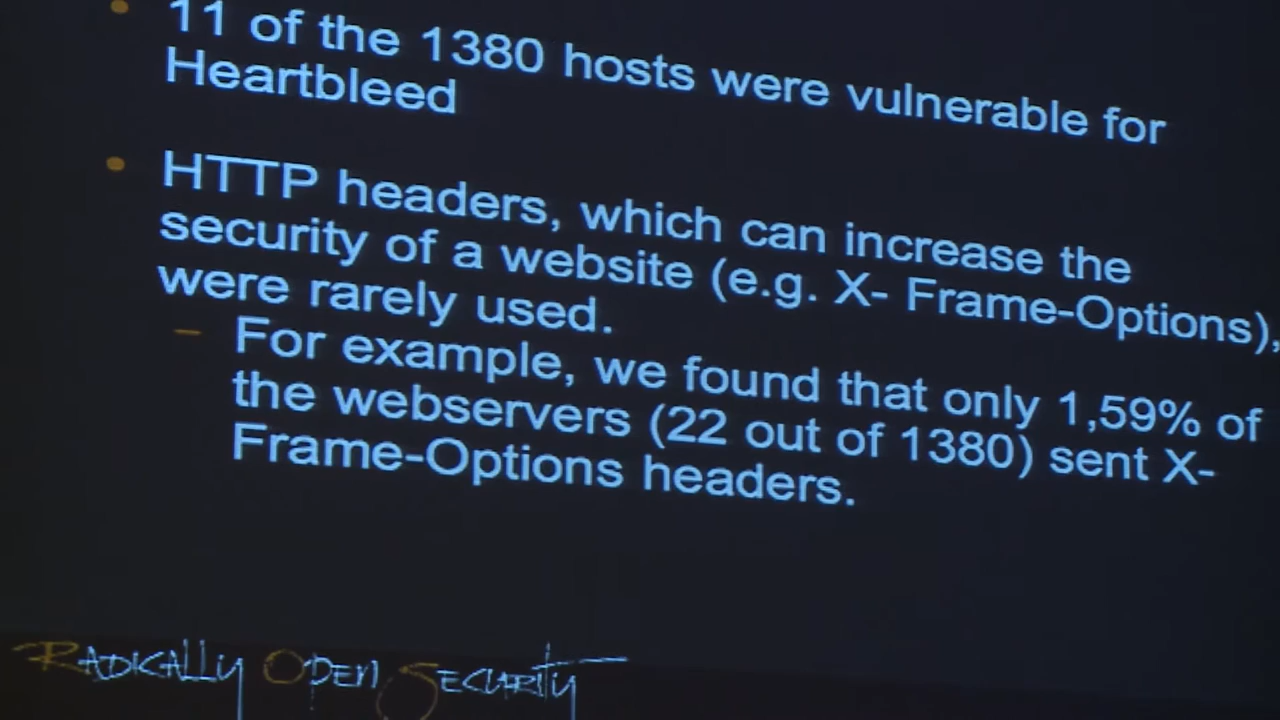 11 of the 1380 hosts were vulnerable for
Heartbleed
HTTP headers, which can increase the
security of a website (e.g. X- Frame-Options),
were rarely used.
For example, we found that only 1,59% of
the webservers (22 out of 1380) sent X-
Frame-Options headers.
RADICALLY OPEN SECURITY